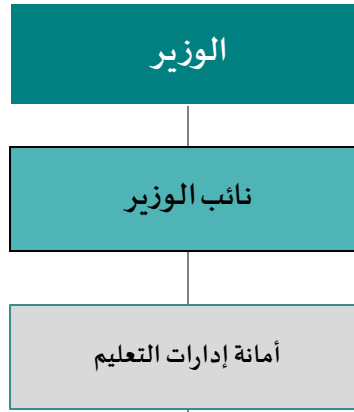 الوزير
نائب الوزير
أمانة إدارات التعليم